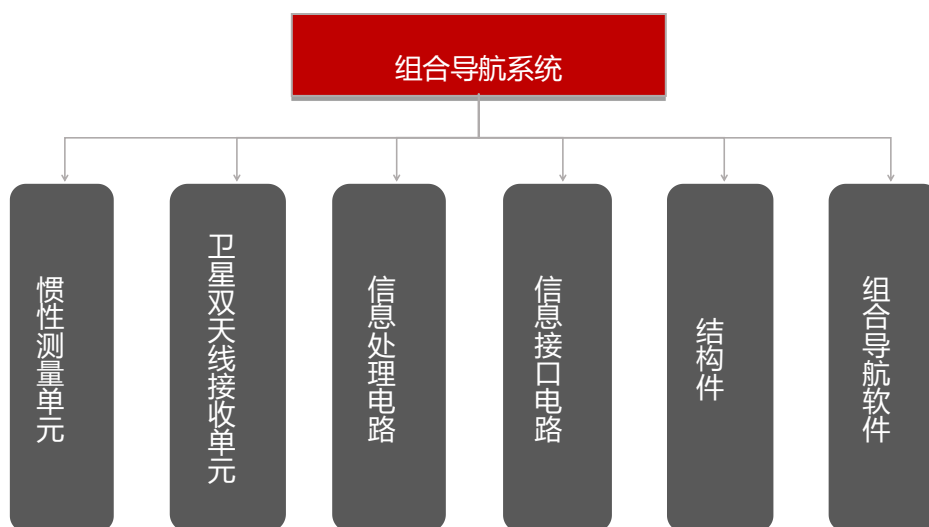 组合导航系统
惯性测量单元
卫星双天线接收单元
信息处理电路
信息接口电路
结构件
组合导航软件